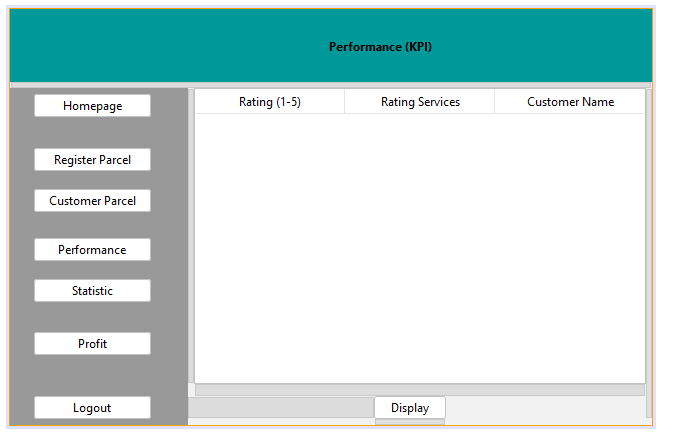 Performance (KPI)
Homepage
Rating (1-5) Rating Services Customer Name
Register Parcel
Customer Parcel
Performance
Statistic
Profit
Logout
Display